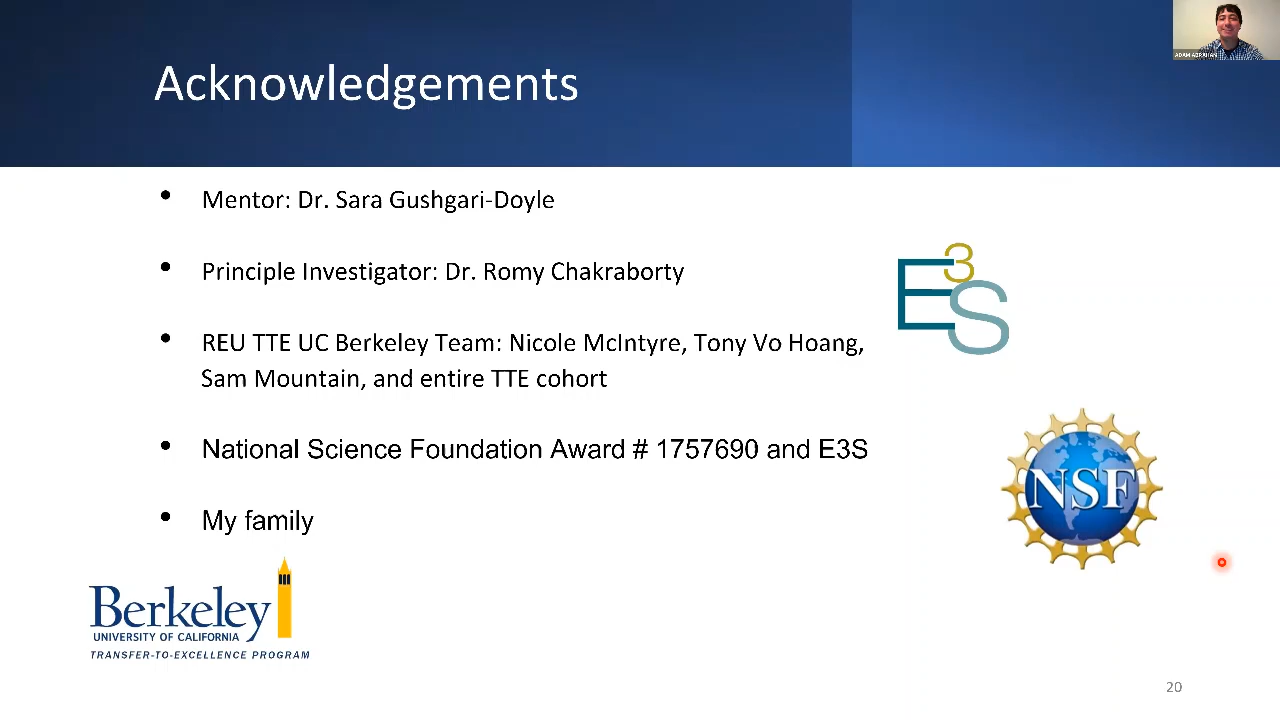 Acknowledgements
ADAM ABRAHAN
• Mentor: Dr. Sara Gushgari-Doyle
• Principle Investigator: Dr. Romy Chakraborty
• REU TTE UC Berkeley Team: Nicole McIntyre, Tony Vo Hoang,
Sam Mountain, and entire TTE cohort
• National Science Foundation Award # 1757690 and E3S
• My family
E3S
NSF
Berkeley
UNIVERSITY OF CALIFORNIA
TRANSFER-TO-EXCELLENCE PROGRAM
20